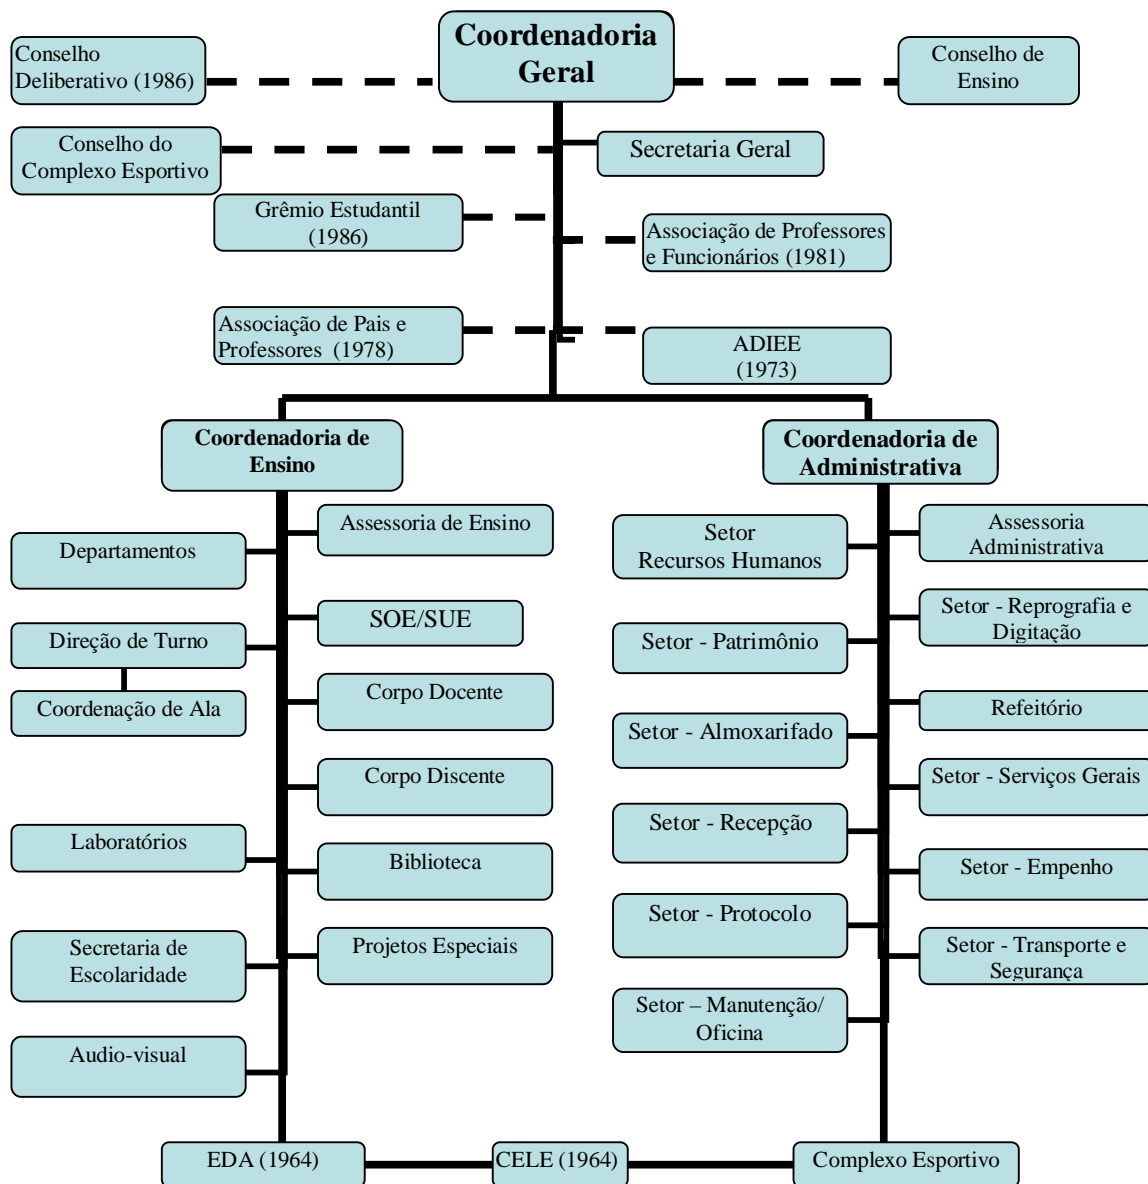 Coordenadoria
Geral
Conselho
Deliberativo (1986)
Conselho de
Ensino
Conselho do
Complexo Esportivo
Secretaria Geral
Grêmio Estudantil
(1986)
Associação de Professores
e Funcionários (1981)
Associação de Pais e
Professores (1978)
ADIEE
(1973)
Coordenadoria de
Ensino
Coordenadoria de
Administrativa
Assessoria de Ensino
Departamentos
SOE/SUE
Direção de Turno
Corpo Docente
Coordenação de Ala
Corpo Discente
Laboratórios
Biblioteca
Secretaria de
Escolaridade
Projetos Especiais
Audio-visual
Setor
Recursos Humanos
Assessoria
Administrativa
Setor - Reprografia e
Digitação
Setor - Patrimônio
Refeitório
Setor - Almoxarifado
Setor - Serviços Gerais
Setor - Recepção
Setor - Empenho
Setor - Protocolo
Setor - Transporte e
Segurança
Setor – Manutenção/
Oficina
EDA (1964)
CELE (1964)
Complexo Esportivo